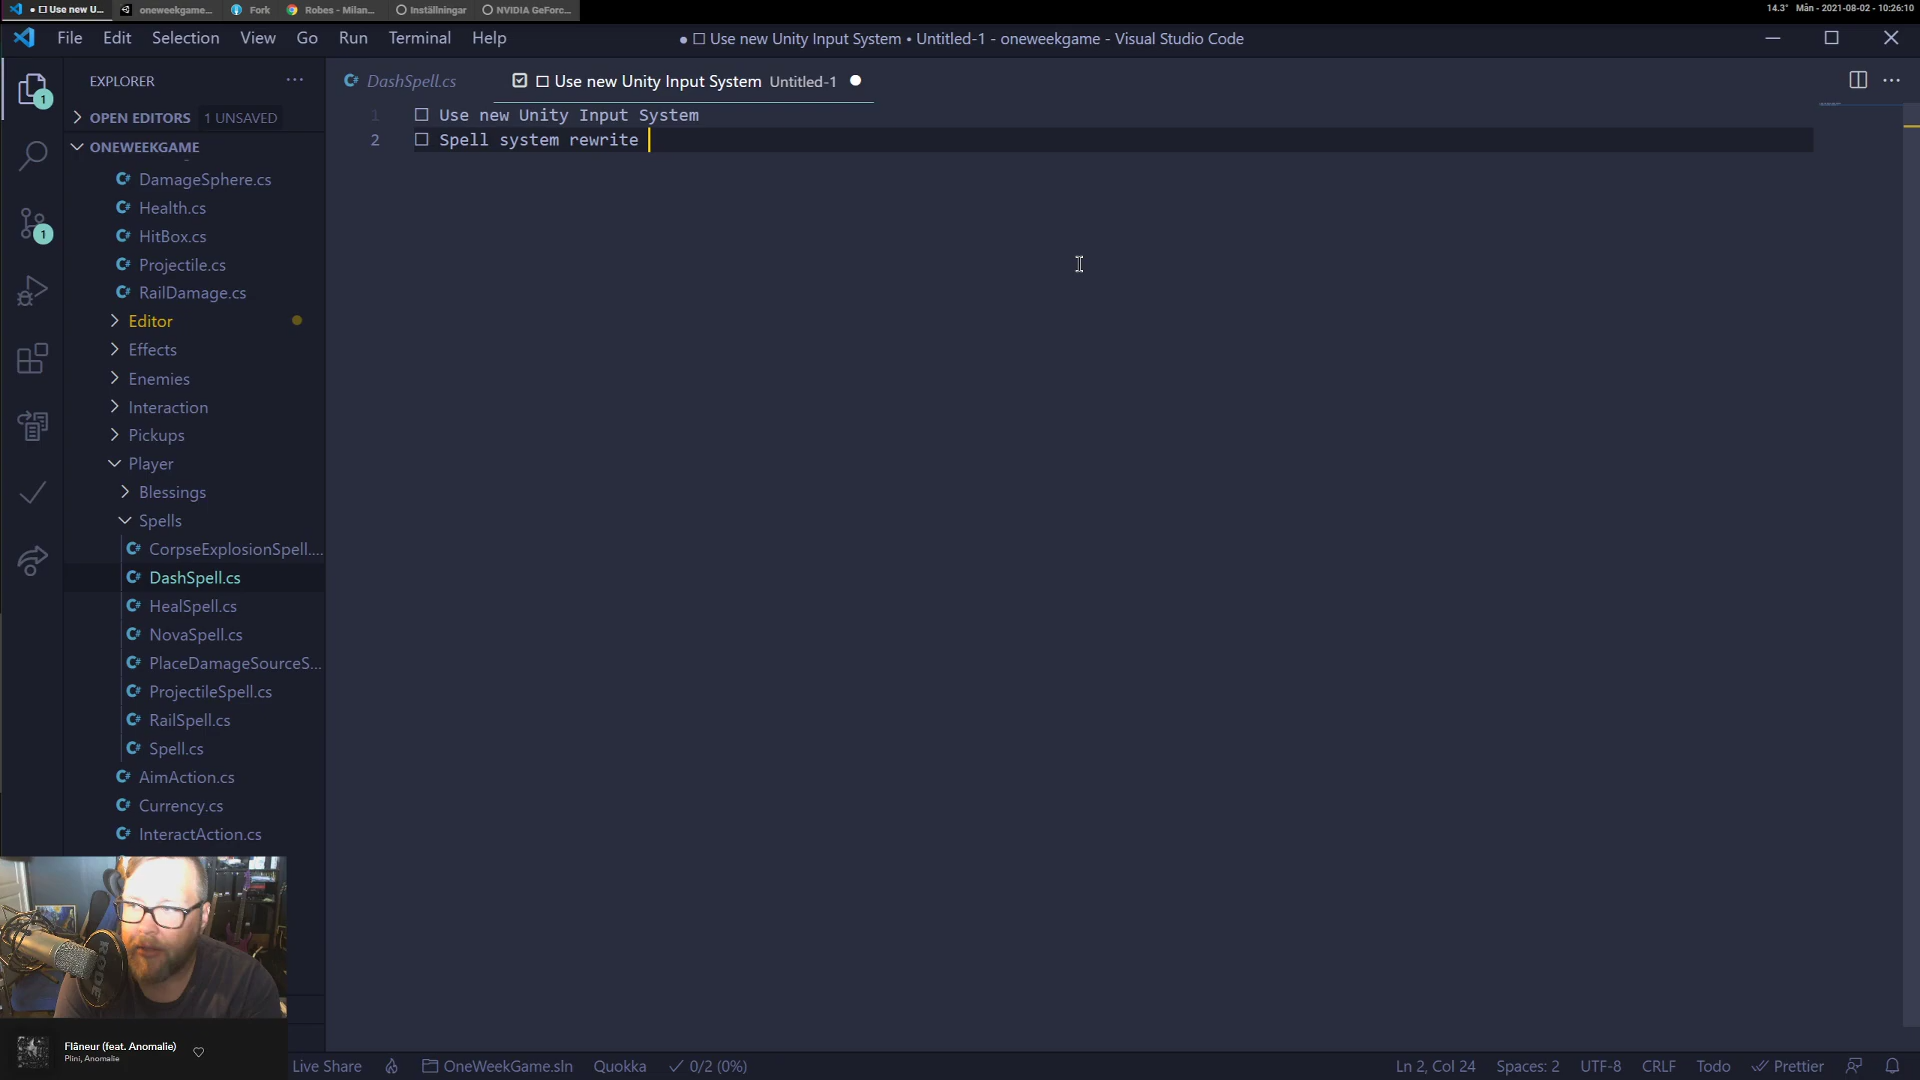 ● □ Use new U...
oneweekgame...
Fork
Robes - Milan...
Inställningar
NVIDIA GeForc...
14.3° Mån - 2021-08-02 - 10:26:10
File Edit Selection View Go Run Terminal Help
● □ Use new Unity Input System • Untitled-1 - oneweekgame - Visual Studio Code
EXPLORER
DashSpell.cs
□ Use new Unity Input System Untitled-1
OPEN EDITORS 1 UNSAVED
ONEWEEKGAME
1 □ Use new Unity Input System
2 □ Spell system rewrite
1
1
DamageSphere.cs
Health.cs
HitBox.cs
Projectile.cs
RailDamage.cs
Editor
Effects
Enemies
Interaction
Pickups
Player
Blessings
Spells
CorpseExplosionSpell....
DashSpell.cs
HealSpell.cs
NovaSpell.cs
PlaceDamageSourceS...
ProjectileSpell.cs
RailSpell.cs
Spell.cs
AimAction.cs
Currency.cs
InteractAction.cs
RODE
Flâneur (feat. Anomalie)
Plini, Anomalie
Live Share
OneWeekGame.sln
Quokka
0/2 (0%)
Ln 2, Col 24
Spaces: 2
UTF-8
CRLF
Todo
Prettier